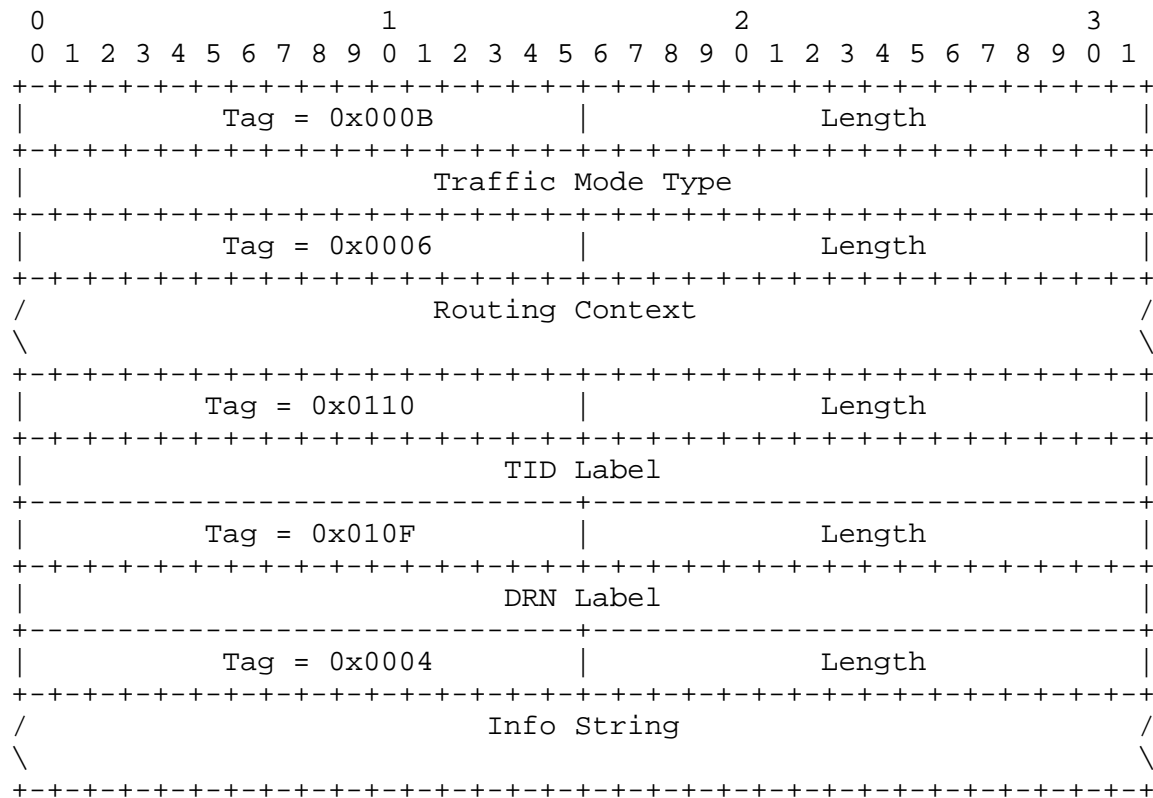 0                   1                   2                   3
0 1 2 3 4 5 6 7 8 9 0 1 2 3 4 5 6 7 8 9 0 1 2 3 4 5 6 7 8 9 0 1
+-+-+-+-+-+-+-+-+-+-+-+-+-+-+-+-+-+-+-+-+-+-+-+-+-+-+-+-+-+-+-+-+
|           Tag = 0x000B        |             Length            |
+-+-+-+-+-+-+-+-+-+-+-+-+-+-+-+-+-+-+-+-+-+-+-+-+-+-+-+-+-+-+-+-+
|                       Traffic Mode Type                       |
+-+-+-+-+-+-+-+-+-+-+-+-+-+-+-+-+-+-+-+-+-+-+-+-+-+-+-+-+-+-+-+-+
|           Tag = 0x0006        |             Length            |
+-+-+-+-+-+-+-+-+-+-+-+-+-+-+-+-+-+-+-+-+-+-+-+-+-+-+-+-+-+-+-+-+
/                       Routing Context                         /
\                                                               \
+-+-+-+-+-+-+-+-+-+-+-+-+-+-+-+-+-+-+-+-+-+-+-+-+-+-+-+-+-+-+-+-+
|          Tag = 0x0110         |             Length            |
+-+-+-+-+-+-+-+-+-+-+-+-+-+-+-+-+-+-+-+-+-+-+-+-+-+-+-+-+-+-+-+-+
|                           TID Label                           |
+-------------------------------+-------------------------------+
|          Tag = 0x010F         |             Length            |
+-+-+-+-+-+-+-+-+-+-+-+-+-+-+-+-+-+-+-+-+-+-+-+-+-+-+-+-+-+-+-+-+
|                           DRN Label                           |
+-------------------------------+-------------------------------+
|           Tag = 0x0004        |             Length            |
+-+-+-+-+-+-+-+-+-+-+-+-+-+-+-+-+-+-+-+-+-+-+-+-+-+-+-+-+-+-+-+-+
/                          Info String                          /
\                                                               \
+-+-+-+-+-+-+-+-+-+-+-+-+-+-+-+-+-+-+-+-+-+-+-+-+-+-+-+-+-+-+-+-+